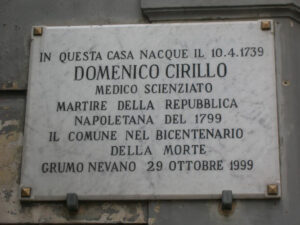 IN QUESTA CASA NACQUE IL 10.4.1739
DOMENICO CIRILLO
MEDICO SCIENZIATO
MARTIRE DELLA REPUBBLICA
NAPOLETANA DEL 1799
IL COMUNE NEL BICENTENARIO
DELLA MORTE
GRUMO NEVANO 29 OTTOBRE 1999